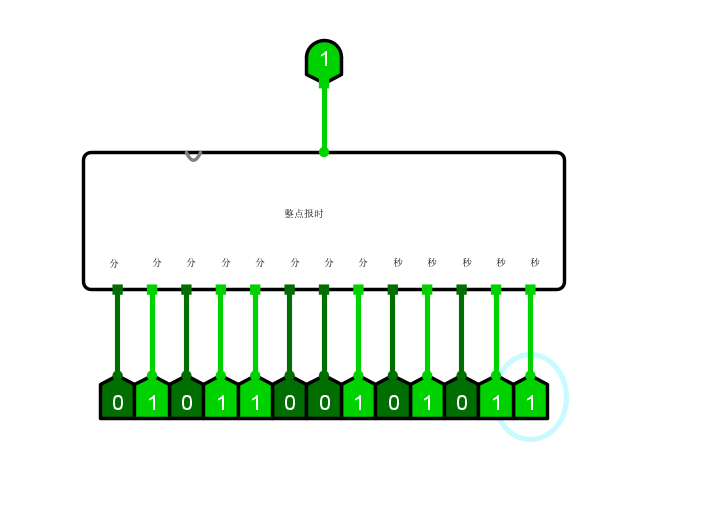 1
整点报时
分 分 分 分 分 分 分 分 秒 秒 秒 秒 秒
0 1 0 1 1 0 0 1 0 1 0 1 1